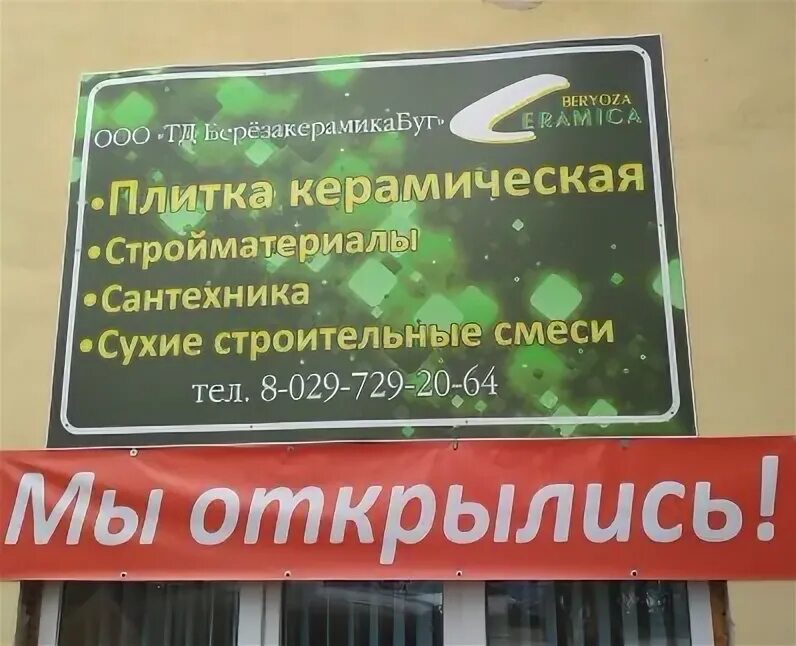 ООО «ТД БерёзакерамикаБуг»
BERYOZA
CERAMICA
• Плитка керамическая
• Стройматериалы
• Сантехника
• Сухие строительные смеси
тел. 8-029-729-20-64
Мы открылись!